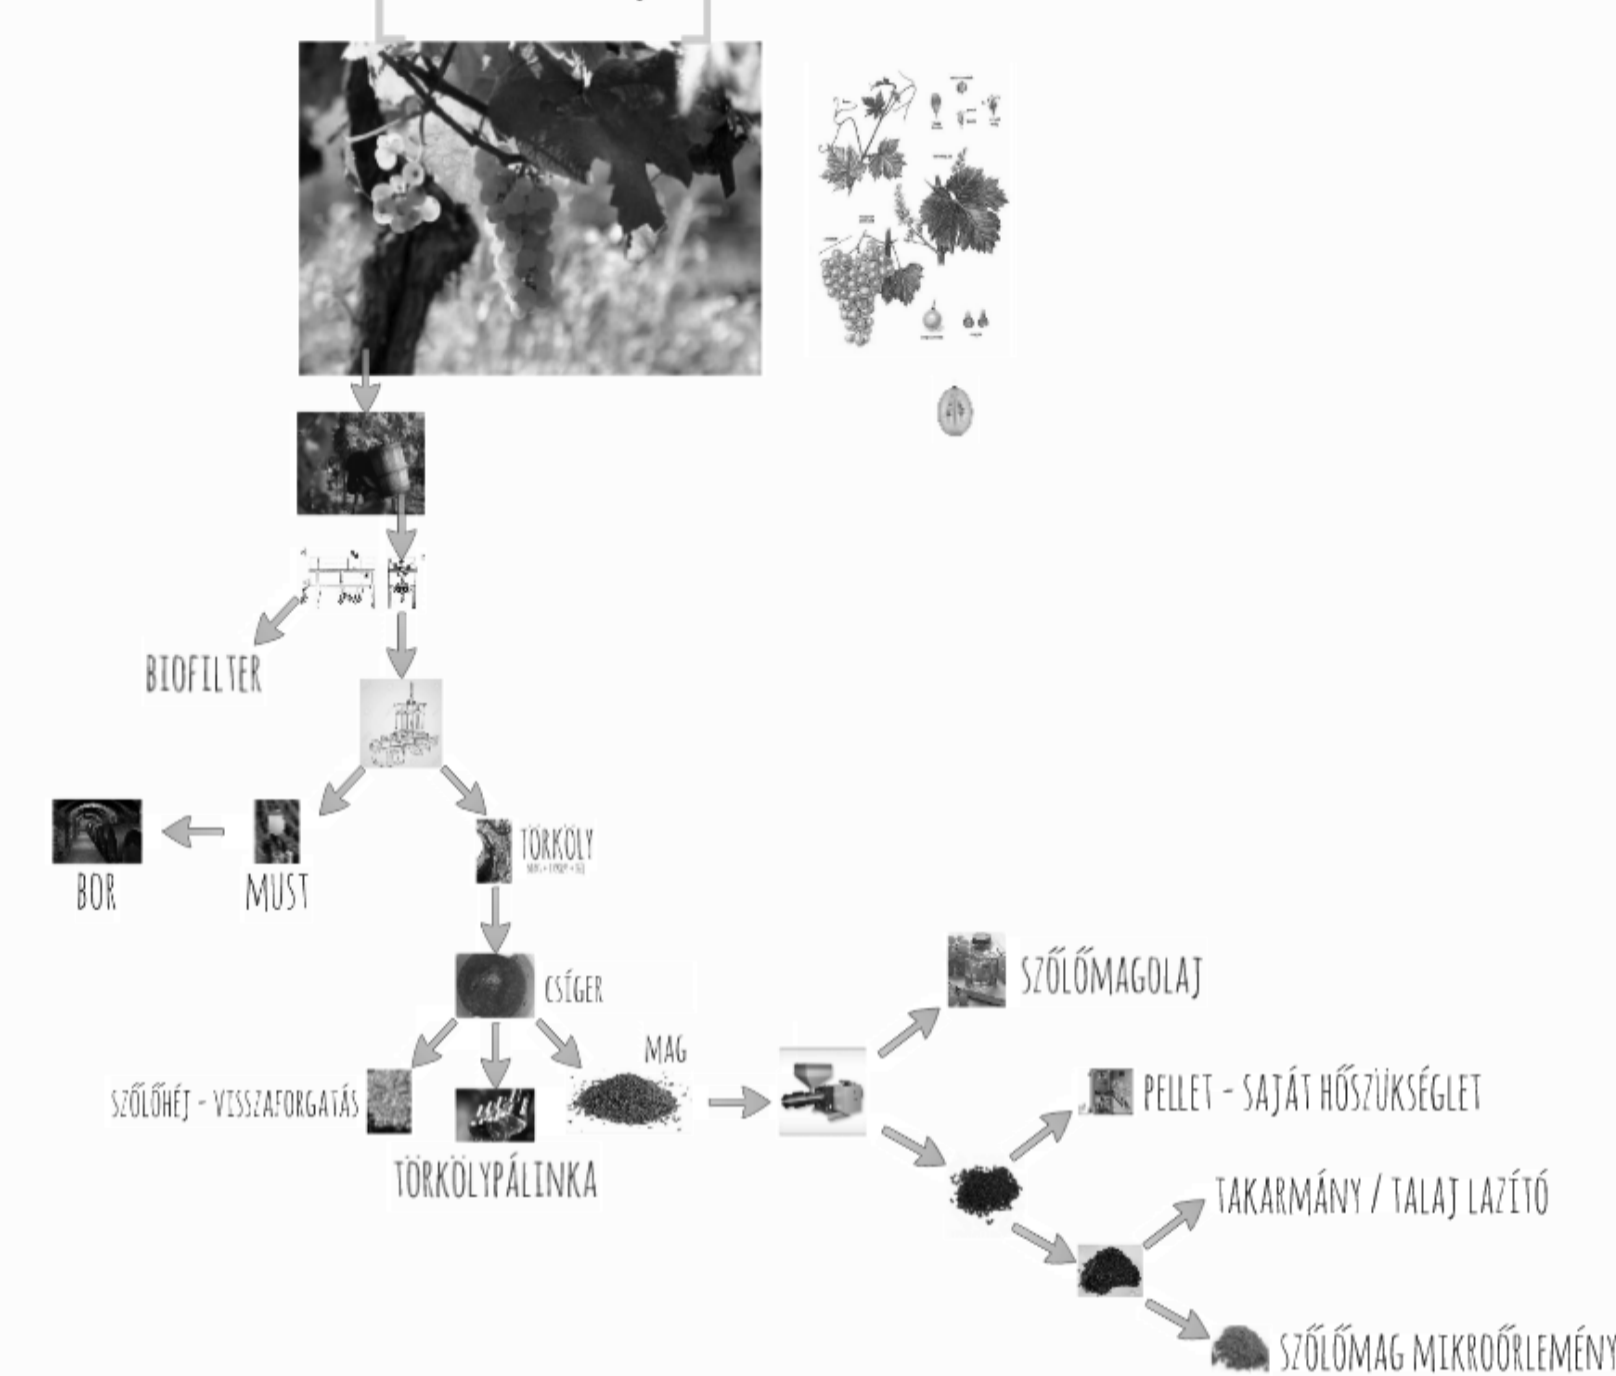 BIOFILTER
BOR
MUST
TÖRKÖLY
CSÍGER
SZŐLŐMAGOLAJ
MAG
SZŐLŐHÉJ - VISSZAFORGATÁS
PELLET - SAJÁT HŐSZÜKSÉGLET
TÖRKÖLYPÁLINKA
TAKARMÁNY / TALAJ LAZÍTÓ
SZŐLŐMAG MIKROŐRLEMÉNY